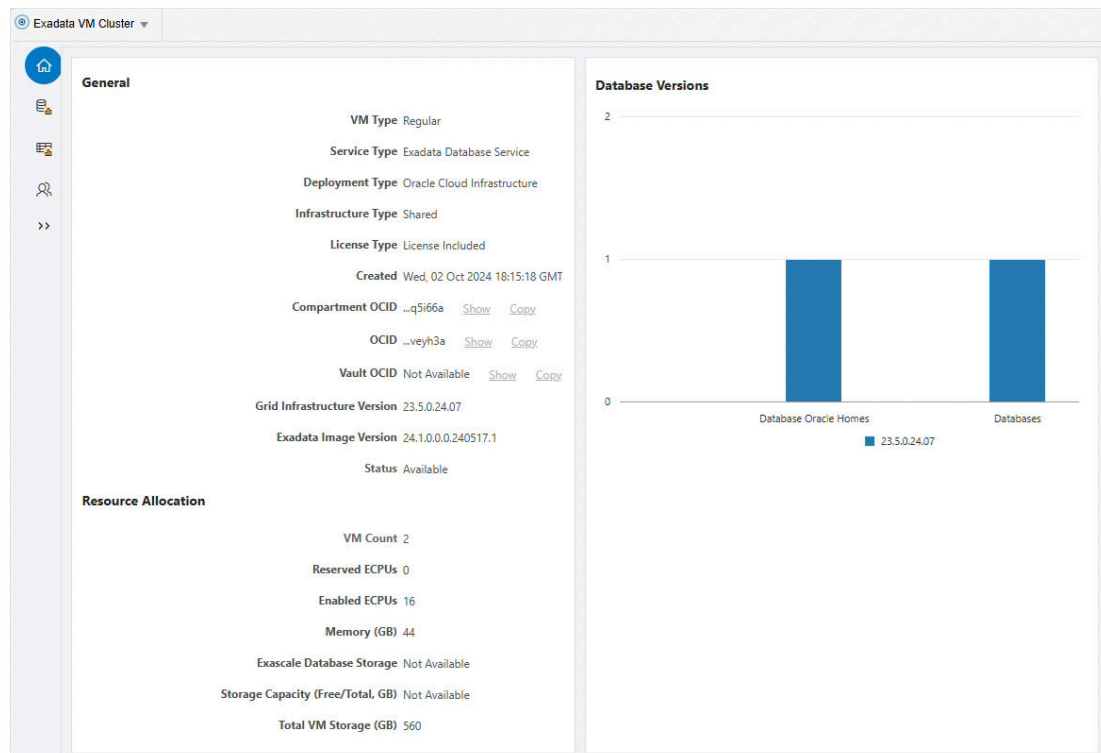 Exadata VM Cluster
General
VM Type Regular
Service Type Exadata Database Service
Deployment Type Oracle Cloud Infrastructure
Infrastructure Type Shared
License Type License Included
Created Wed, 02 Oct 2024 18:15:18 GMT
Compartment OCID ...q5i66a Show Copy
OCID ...veyh3a Show Copy
Vault OCID Not Available Show Copy
Grid Infrastructure Version 23.5.0.24.07
Exadata Image Version 24.1.0.0.0.240517.1
Status Available
Resource Allocation
VM Count 2
Reserved ECPUs 0
Enabled ECPUs 16
Memory (GB) 44
Exascale Database Storage Not Available
Storage Capacity (Free/Total, GB) Not Available
Total VM Storage (GB) 560
Database Versions
2
1
0
Database Oracle Homes Databases
23.5.0.24.07